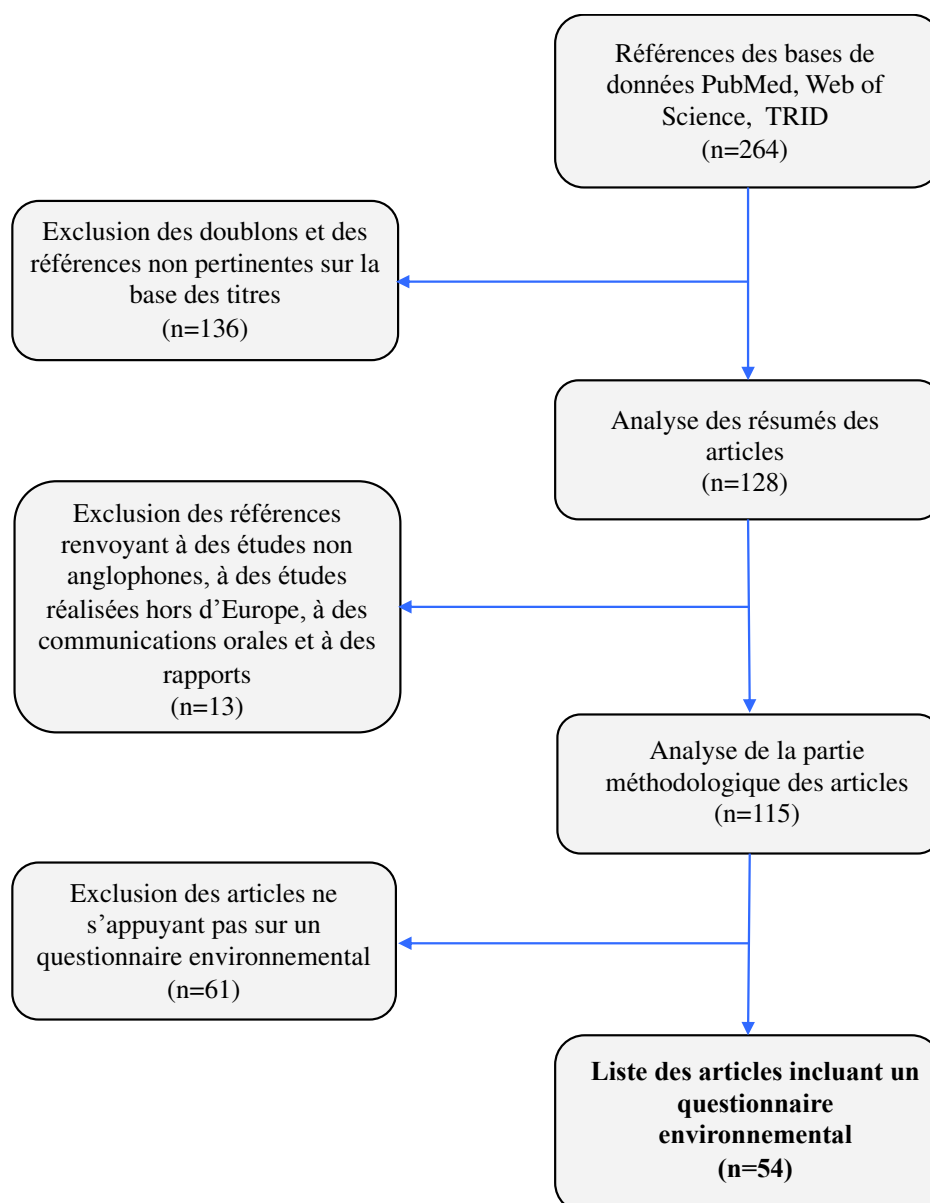 Références des bases de
données PubMed, Web of
Science, TRID
(n=264)
Exclusion des doublons et des
références non pertinentes sur la
base des titres
(n=136)
Analyse des résumés des
articles
(n=128)
Exclusion des références
renvoyant à des études non
anglophones, à des études
réalisées hors d’Europe, à des
communications orales et à des
rapports
(n=13)
Analyse de la partie
méthodologique des articles
(n=115)
Exclusion des articles ne
s’appuyant pas sur un
questionnaire environnemental
(n=61)
Liste des articles incluant un
questionnaire
environnemental
(n=54)